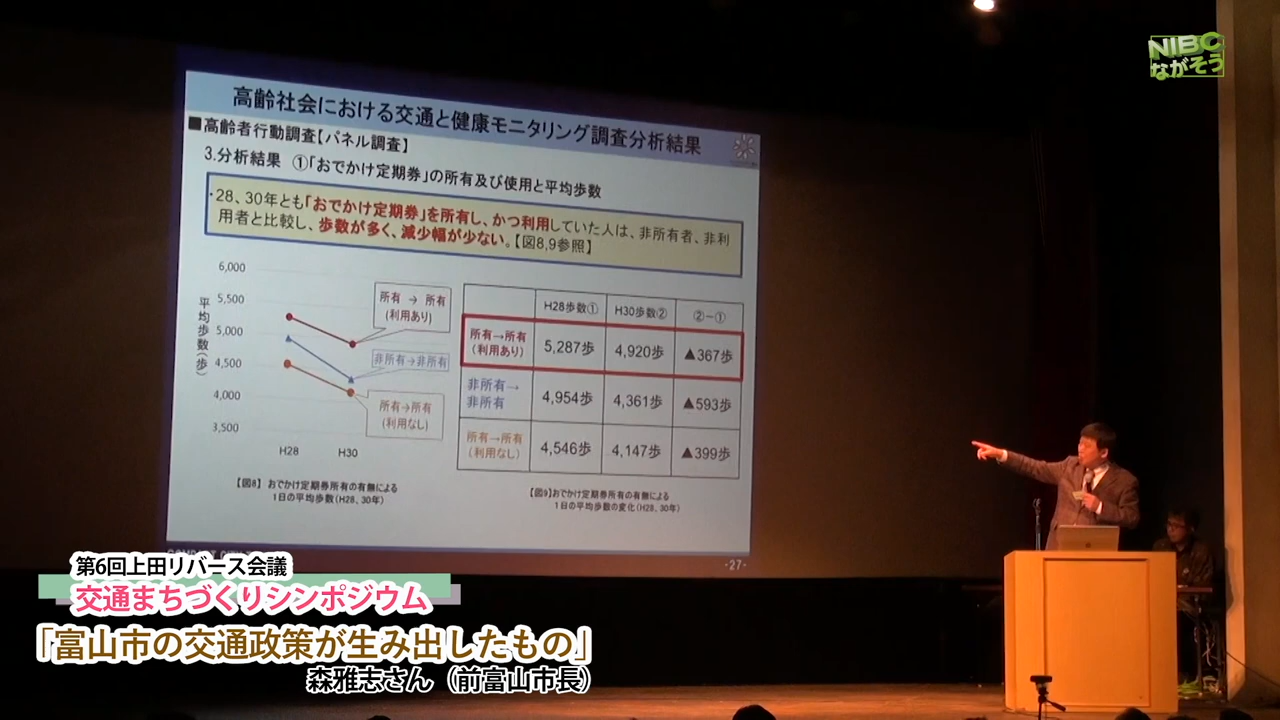 NIBC
ながそう
高齢社会における交通と健康モニタリング調査分析結果
■高齢者行動調査【パネル調査】
3.分析結果 ①「おでかけ定期券」の所有及び使用と平均歩数
・28、30年とも「おでかけ定期券」を所有し、かつ利用していた人は、非所有者、非利
用者と比較し、歩数が多く、減少幅が少ない。【図8,9参照】
平均歩数(歩)
6,000
5,500
5,000
4,500
4,000
3,500
H28
H30
所有 → 所有
(利用あり)
非所有→非所有
所有→所有
(利用なし)
【図8】 おでかけ定期券所有の有無による
1日の平均歩数(H28、30年)
H28歩数① H30歩数② ②-①
所有→所有
(利用あり)
5,287歩 4,920歩 ▲367歩
非所有→
非所有
4,954歩 4,361歩 ▲593歩
所有→所有
(利用なし)
4,546歩 4,147歩 ▲399歩
【図9】おでかけ定期券所有の有無による
1日の平均歩数の変化(H28、30年)
・27・
第6回上田リバース会議
交通まちづくりシンポジウム
「富山市の交通政策が生み出したもの」
森雅志さん（前富山市長）